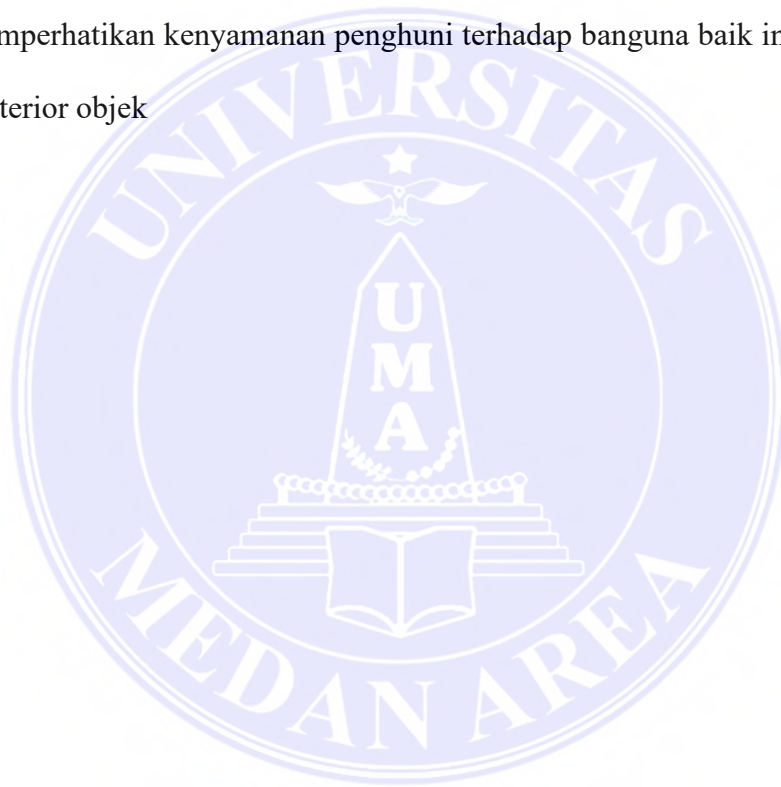 mperhatikan kenyamanan penghuni terhadap banguna baik in
terior objek
UNIVERSITAS
UMA
MEDAN AREA